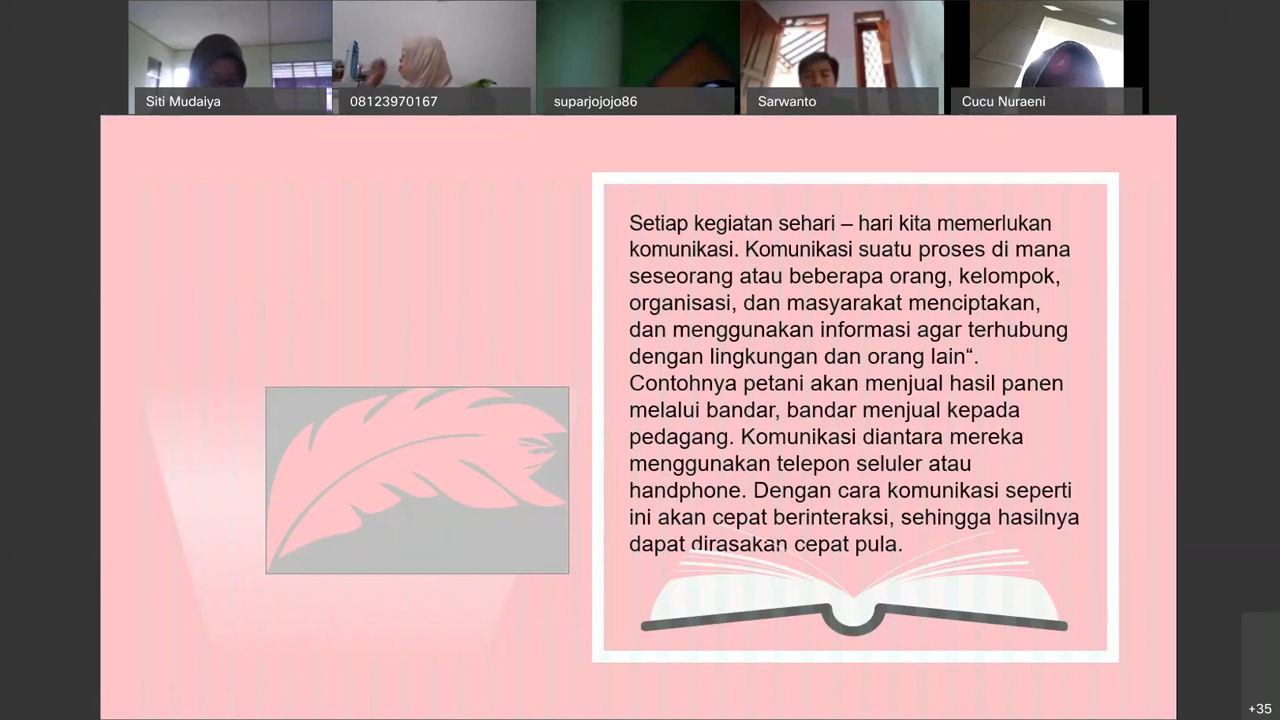 Siti Mudaiya
08123970167
suparjojojo86
Sarwanto
Cucu Nuraeni
Setiap kegiatan sehari – hari kita memerlukan
komunikasi. Komunikasi suatu proses di mana
seseorang atau beberapa orang, kelompok,
organisasi, dan masyarakat menciptakan,
dan menggunakan informasi agar terhubung
dengan lingkungan dan orang lain“.
Contohnya petani akan menjual hasil panen
melalui bandar, bandar menjual kepada
pedagang. Komunikasi diantara mereka
menggunakan telepon seluler atau
handphone. Dengan cara komunikasi seperti
ini akan cepat berinteraksi, sehingga hasilnya
dapat dirasakan cepat pula.
+35